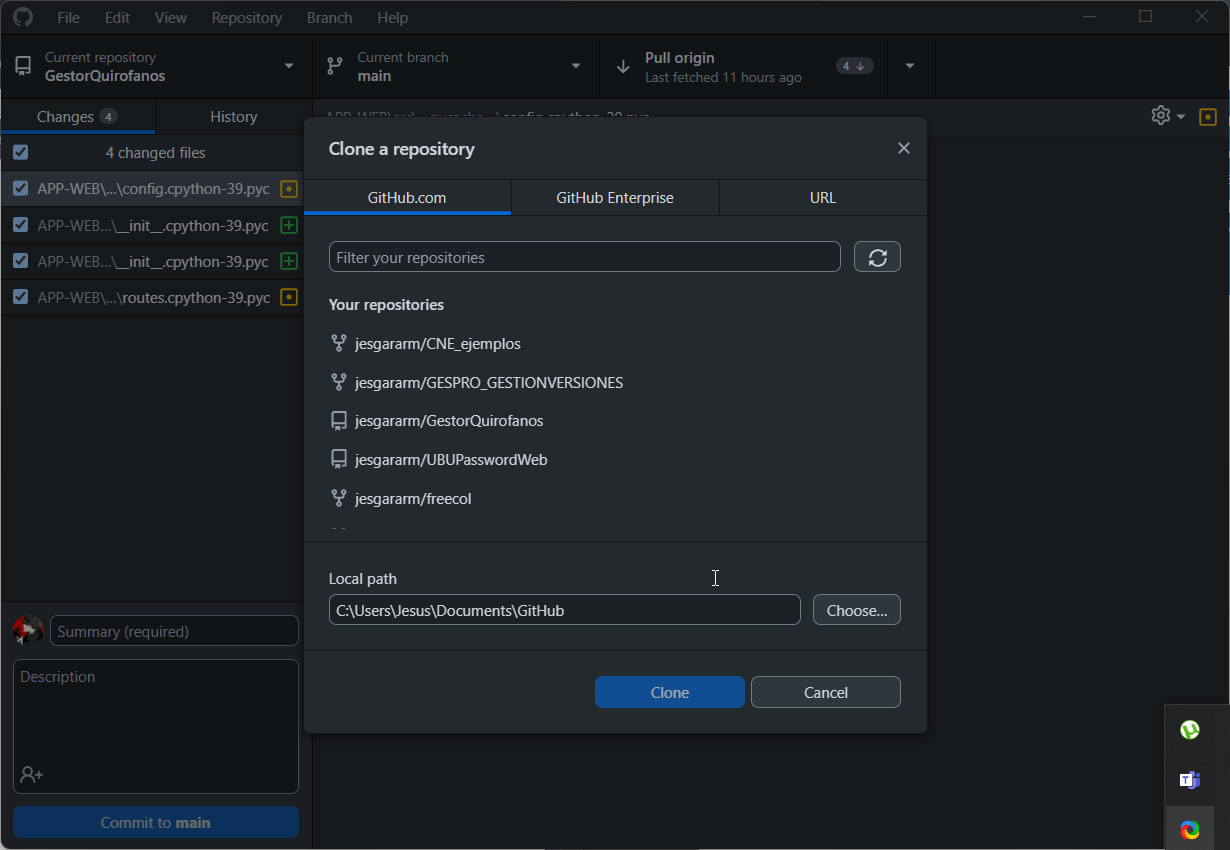 File Edit View Repository Branch Help
Current repository
GestorQuirofanos
Current branch
main
Pull origin
Last fetched 11 hours ago
4
Changes 4
History
4 changed files
APP-WEB\...\config.cpython-39.pyc
APP-WEB...\__init__.cpython-39.pyc
APP-WEB...\__init__.cpython-39.pyc
APP-WEB\...\routes.cpython-39.pyc
Summary (required)
Description
Commit to main
Clone a repository
GitHub.com
GitHub Enterprise
URL
Filter your repositories
Your repositories
jesgararm/CNE_ejemplos
jesgararm/GESPRO_GESTIONVERSIONES
jesgararm/GestorQuirofanos
jesgararm/UBUPasswordWeb
jesgararm/freecol
Local path
C:\Users\Jesus\Documents\GitHub
Choose...
Clone
Cancel